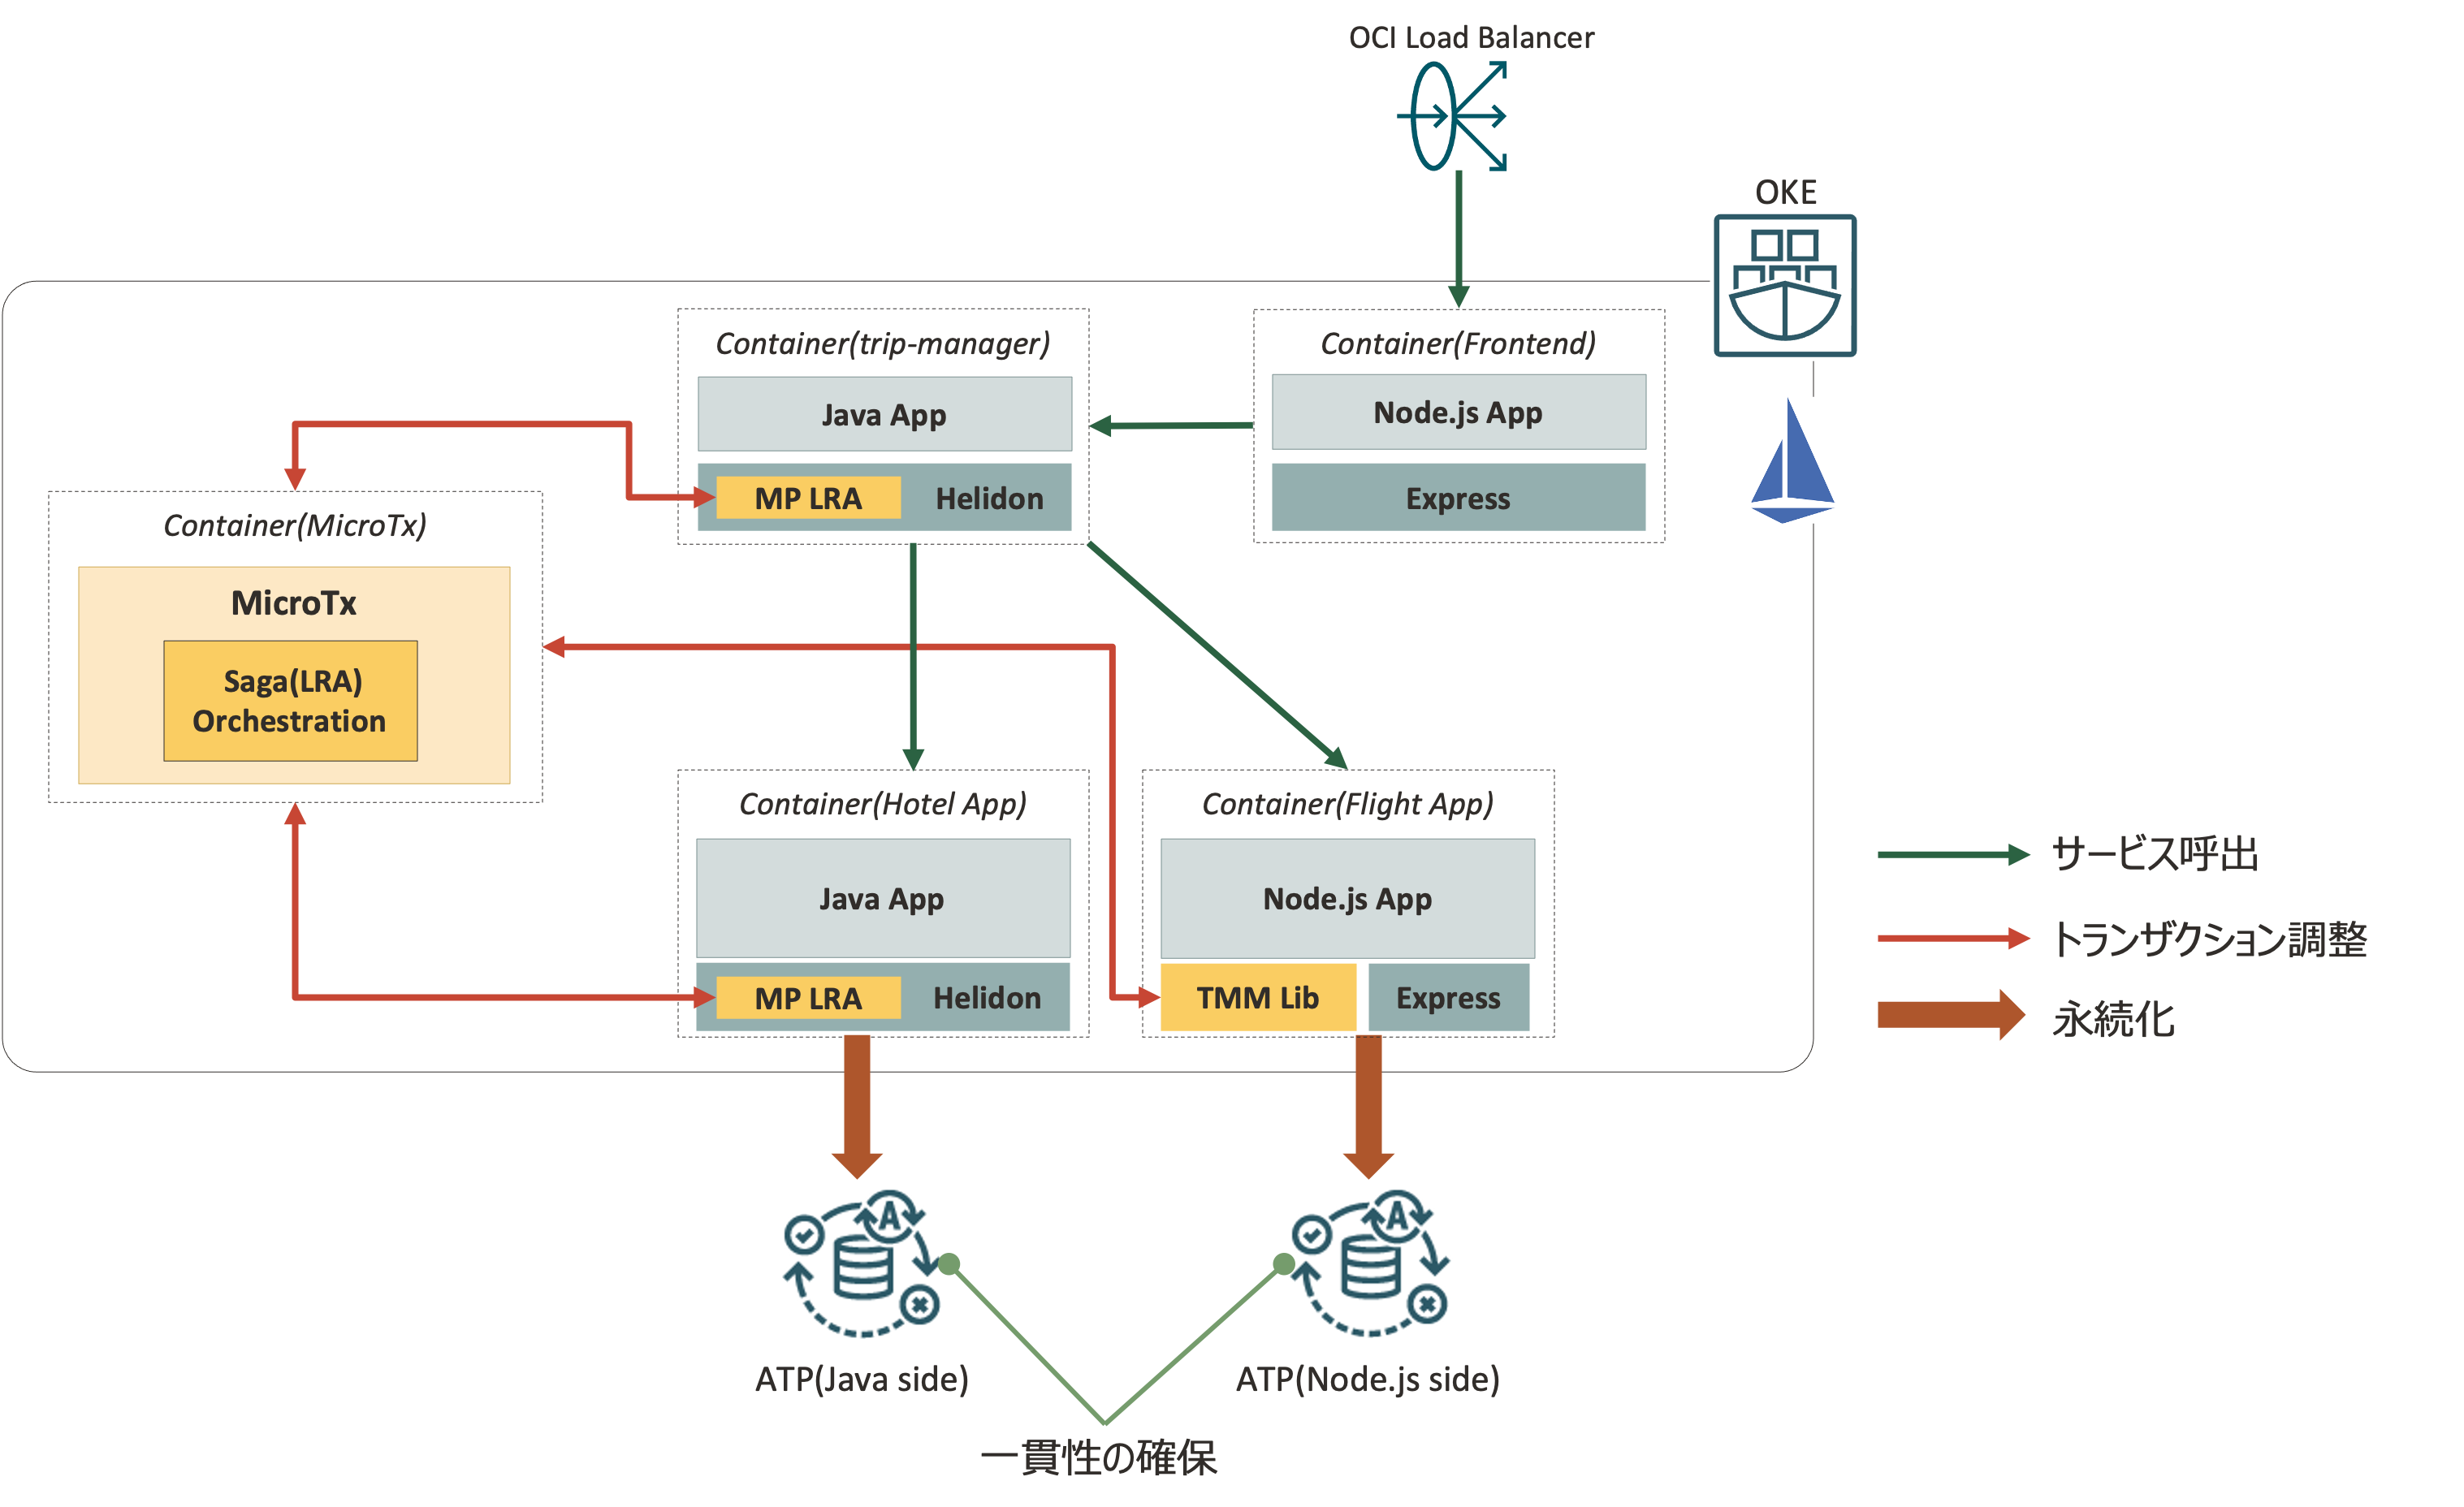 OCI Load Balancer
OKE
Container(trip-manager)
Java App
MP LRA
Helidon
Container(Frontend)
Node.js App
Express
Container(MicroTx)
MicroTx
Saga(LRA)
Orchestration
Container(Hotel App)
Java App
MP LRA
Helidon
Container(Flight App)
Node.js App
TMM Lib
Express
サービス呼出
トランザクション調整
永続化
A
A
ATP(Java side)
ATP(Node.js side)
一貫性の確保